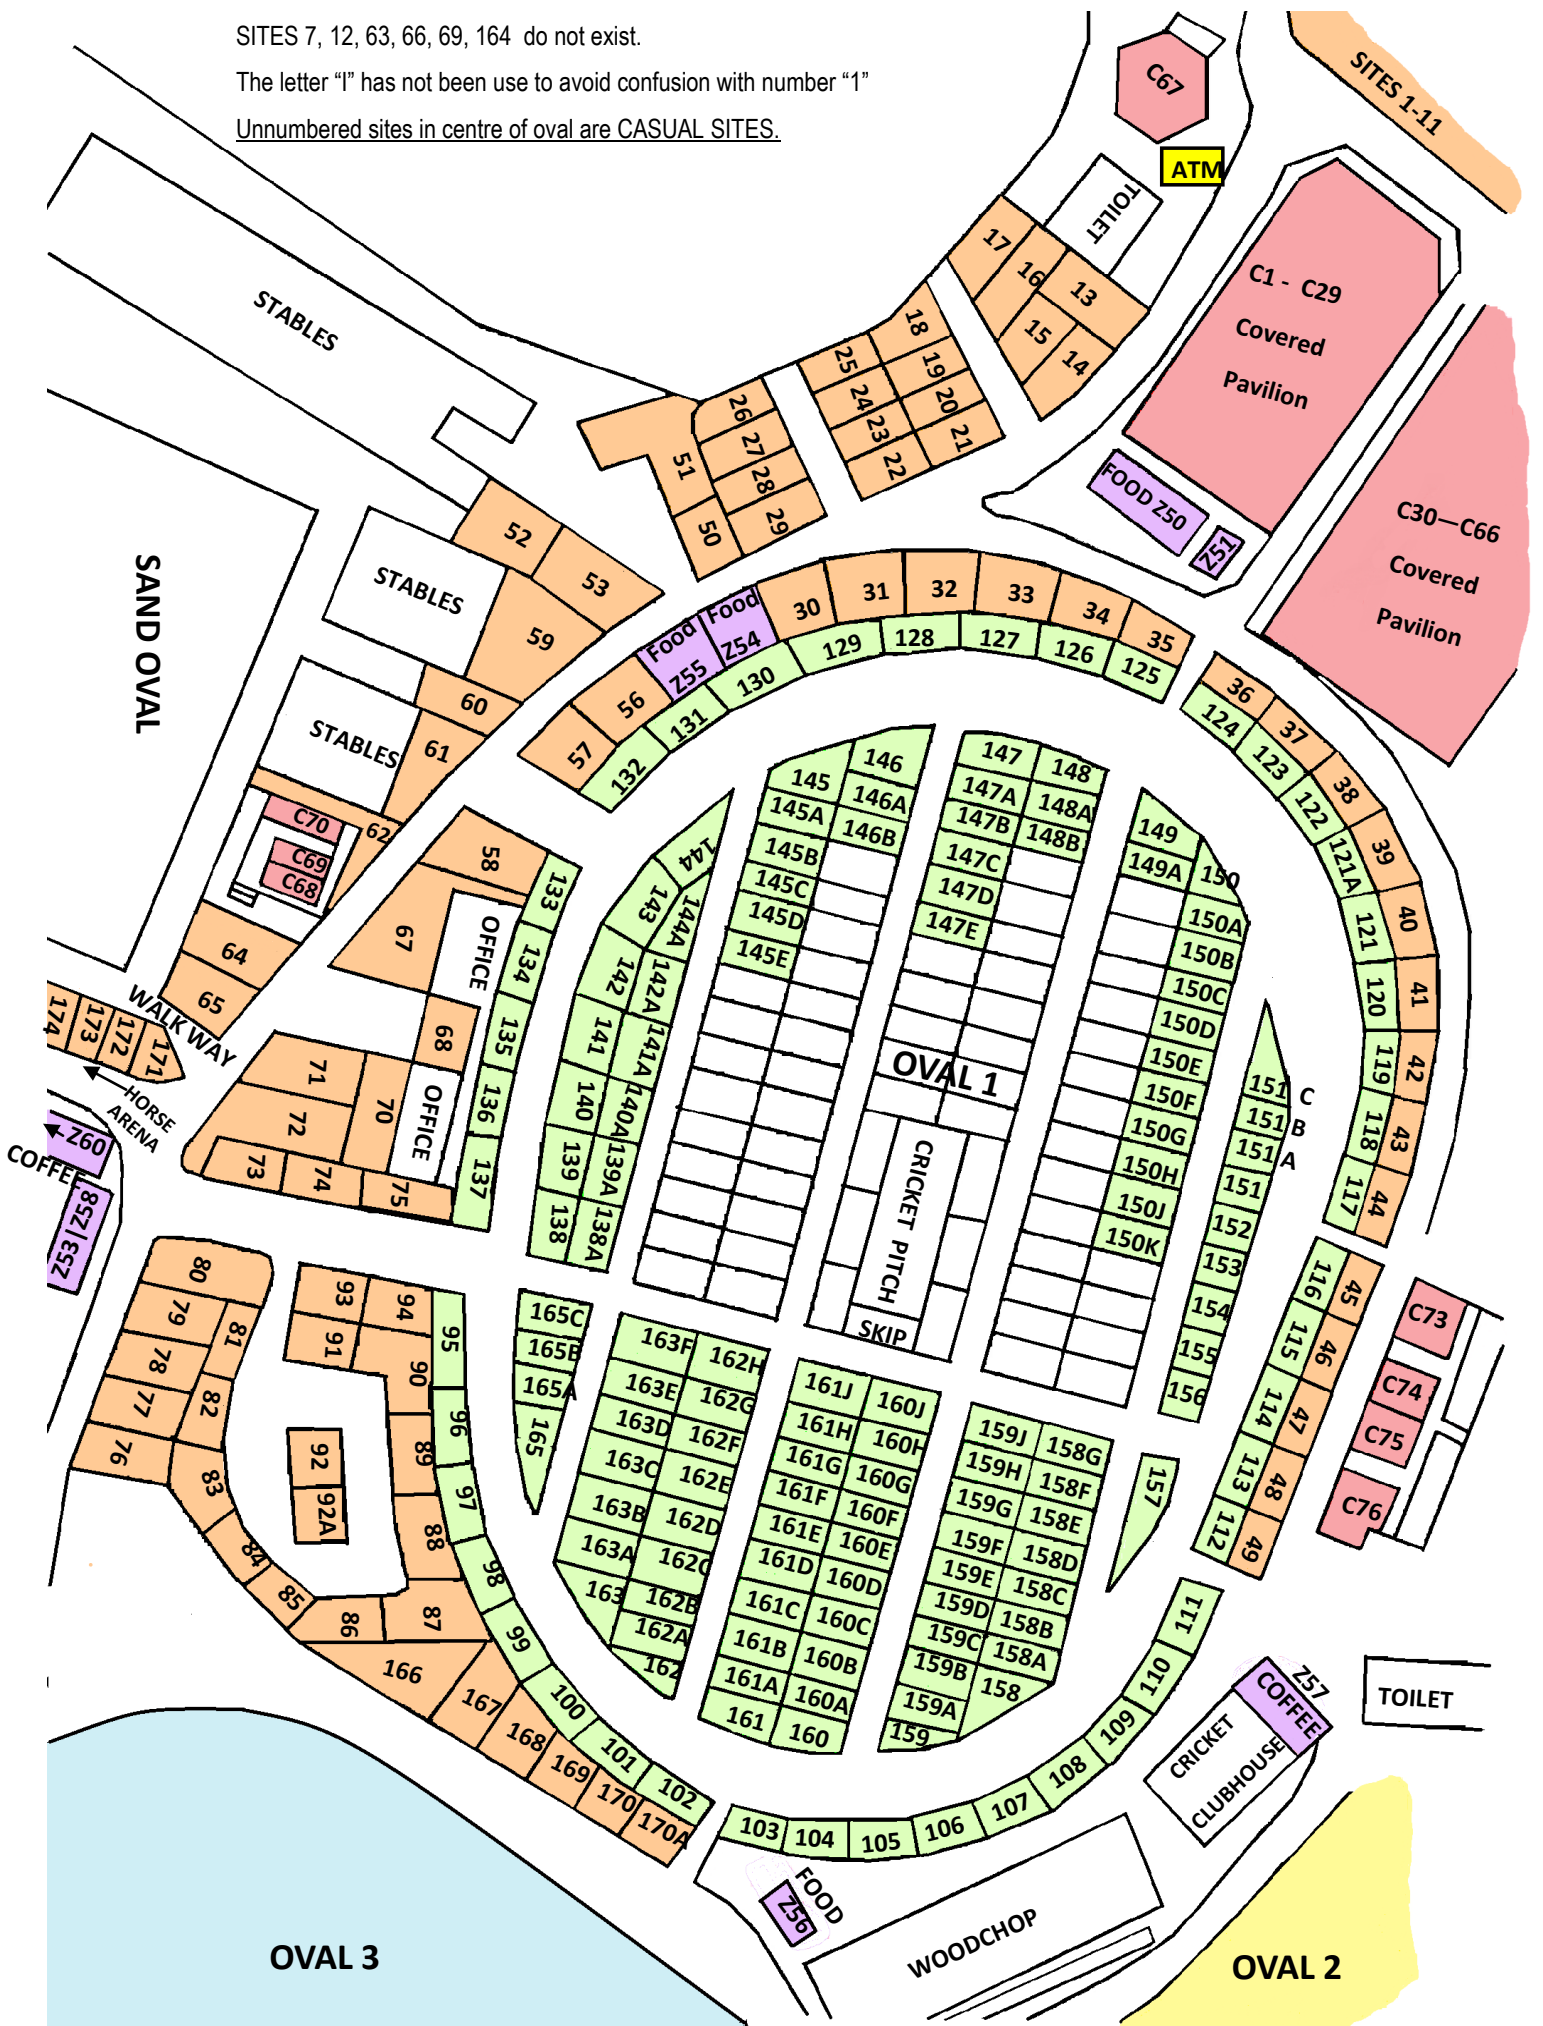 SITES 7, 12, 63, 66, 69, 164 do not exist.
The letter “I” has not been use to avoid confusion with number “1”
Unnumbered sites in centre of oval are CASUAL SITES.
C67
SITES 1-11
ATM
TOILET
17
16
13
15
14
C1 - C29
Covered
Pavilion
C30—C66
Covered
Pavilion
FOOD Z50
Z51
STABLES
18
25
19
24
20
23
21
22
26
27
28
29
51
50
52
53
STABLES
59
60
STABLES
61
62
C70
C69
C68
64
65
SAND OVAL
WALK WAY
174
173
172
171
HORSE
ARENA
Z60
COFFEE
Z53|Z58
30
31
32
33
34
35
Food
Z54
Food
Z55
56
57
129
128
127
126
125
130
131
132
36
37
38
39
40
41
42
43
44
124
123
122
121A
121
120
119
118
117
58
67
OFFICE
68
OFFICE
71
70
72
73
74
75
133
134
135
136
137
144
143
144A
142
142A
141
141A
140
140A
139
139A
138
138A
145
146
145A
146A
145B
146B
145C
145D
145E
147
148
147A
148A
147B
148B
147C
147D
147E
149
149A
150
150A
150B
150C
150D
150E
150F
150G
150H
150J
150K
OVAL 1
CRICKET PITCH
SKIP
151 C
151 B
151 A
151
152
153
154
155
156
157
80
79
81
78
77
82
76
83
84
85
86
87
88
89
90
91
93
94
92
92A
95
96
97
98
99
100
101
102
166
167
168
169
170
170A
165C
165B
165A
165
163F
162H
163E
162G
163D
162F
163C
162E
163B
162D
163A
162C
163
162B
162A
162
161J
160J
161H
160H
161G
160G
161F
160F
161E
160E
161D
160D
161C
160C
161B
160B
161A
160A
161
160
159J
158G
159H
158F
159G
158E
159F
158D
159E
158C
159D
158B
159C
158A
159B
158
159A
159
116
45
115
46
114
47
113
48
112
49
C73
C74
C75
C76
111
110
109
108
107
106
105
104
103
Z57
COFFEE
CRICKET
CLUBHOUSE
TOILET
FOOD
Z56
WOODCHOP
OVAL 3
OVAL 2